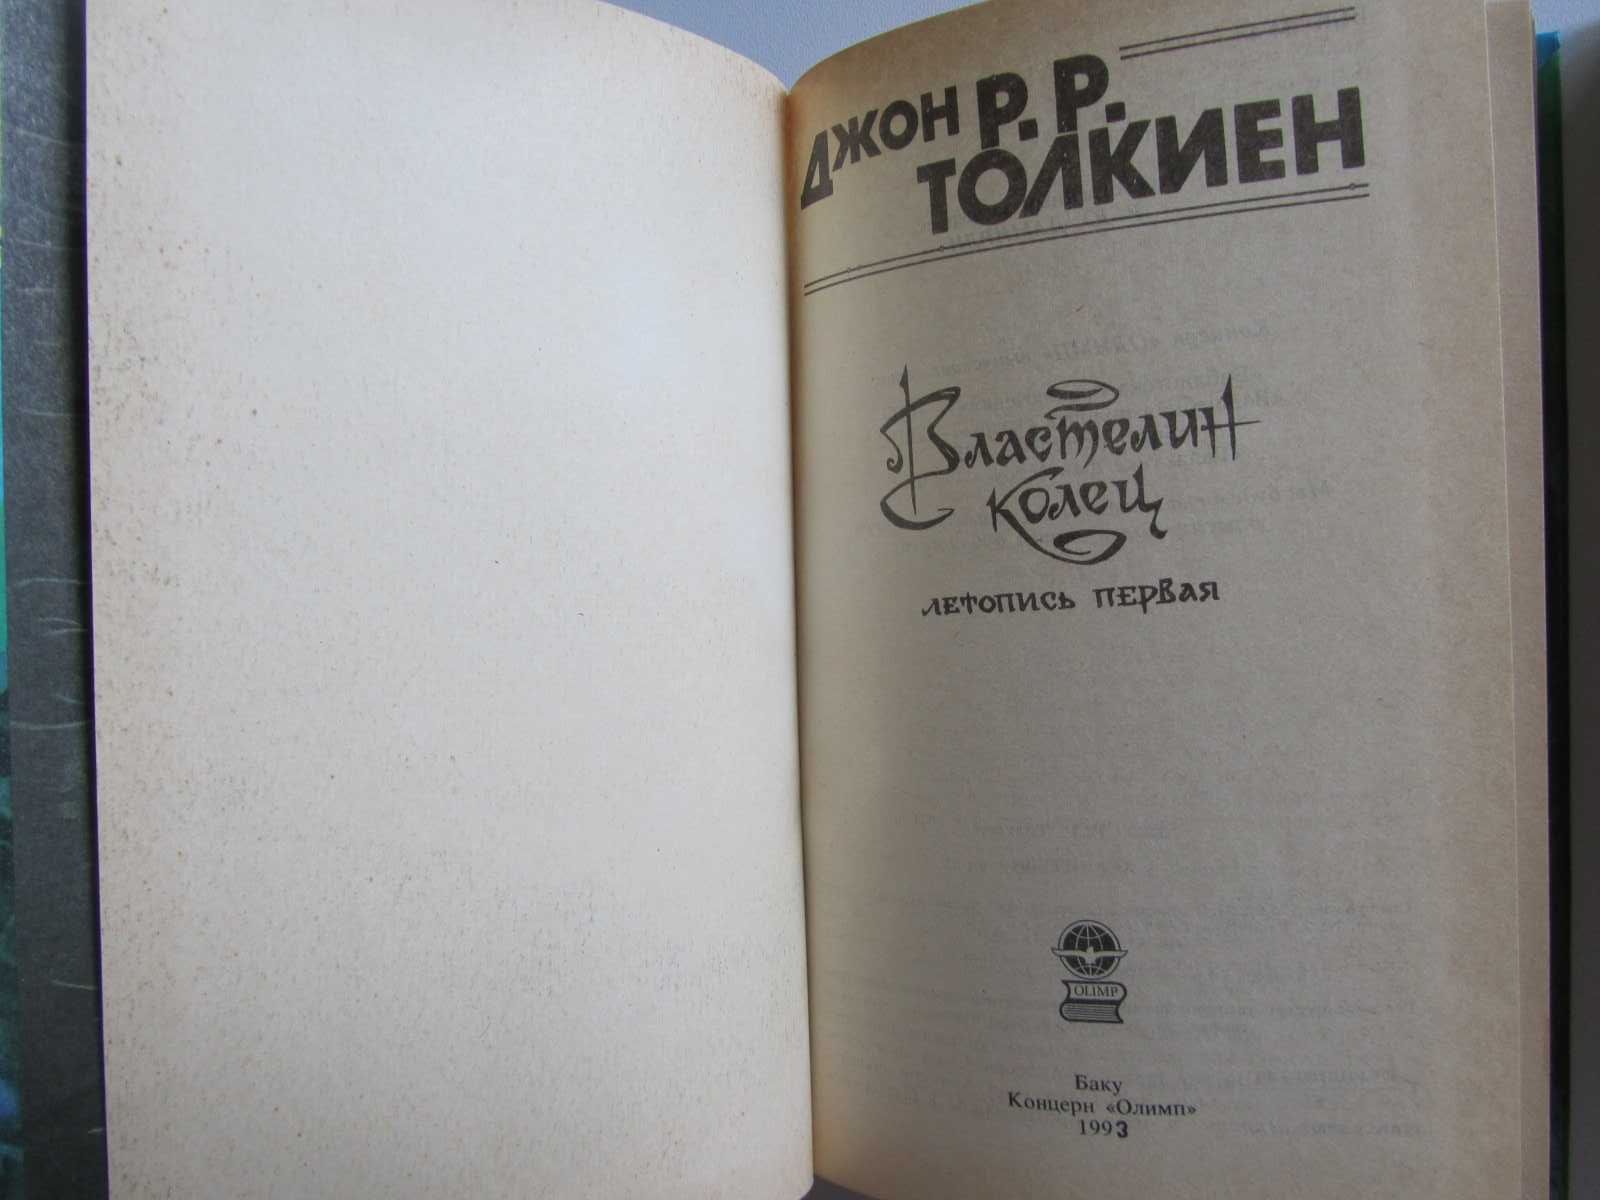 Джон Р. Р.
ТОЛКИЕН
Властелин
колец
летопись первая
OLIMP
Баку
Концерн «Олимп»
1993